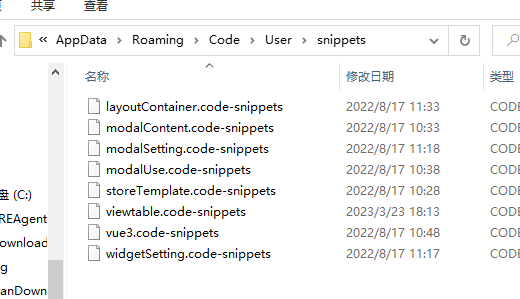 共享 查看
« AppData > Roaming > Code > User > snippets
名称 修改日期 类型
layoutContainer.code-snippets 2022/8/17 11:33 CODE
modalContent.code-snippets 2022/8/17 10:33 CODE
modalSetting.code-snippets 2022/8/17 11:18 CODE
modalUse.code-snippets 2022/8/17 10:38 CODE
storeTemplate.code-snippets 2022/8/17 10:28 CODE
盘 (C:)
viewtable.code-snippets 2023/3/23 18:13 CODE
REAgent
vue3.code-snippets 2022/8/17 10:48 CODE
ownload
widgetSetting.code-snippets 2022/8/17 11:17 CODE
g
anDown